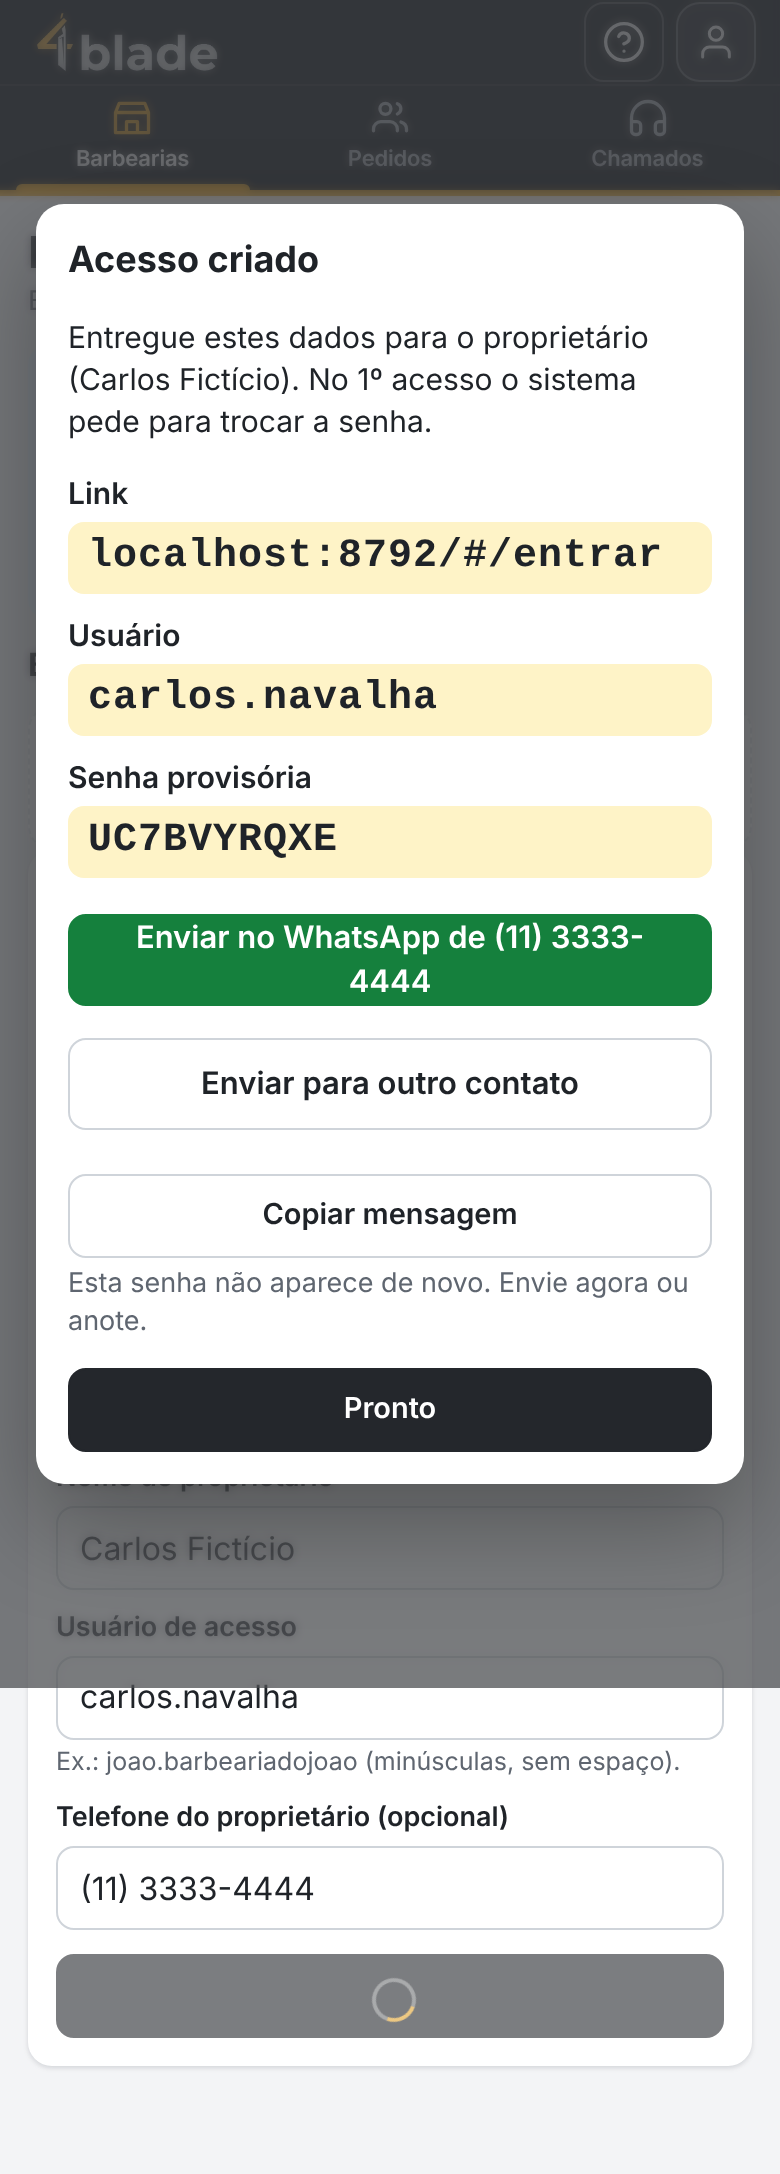 4blade
Barbearias
Pedidos
Chamados
Acesso criado
Entregue estes dados para o proprietário
(Carlos Fictício). No 1º acesso o sistema
pede para trocar a senha.
Link
localhost:8792/#/entrar
Usuário
carlos.navalha
Senha provisória
UC7BVYRQXE
Enviar no WhatsApp de (11) 3333-
4444
Enviar para outro contato
Copiar mensagem
Esta senha não aparece de novo. Envie agora ou
anote.
Pronto
Carlos Fictício
Usuário de acesso
carlos.navalha
Ex.: joao.barbeariadojoao (minúsculas, sem espaço).
Telefone do proprietário (opcional)
(11) 3333-4444